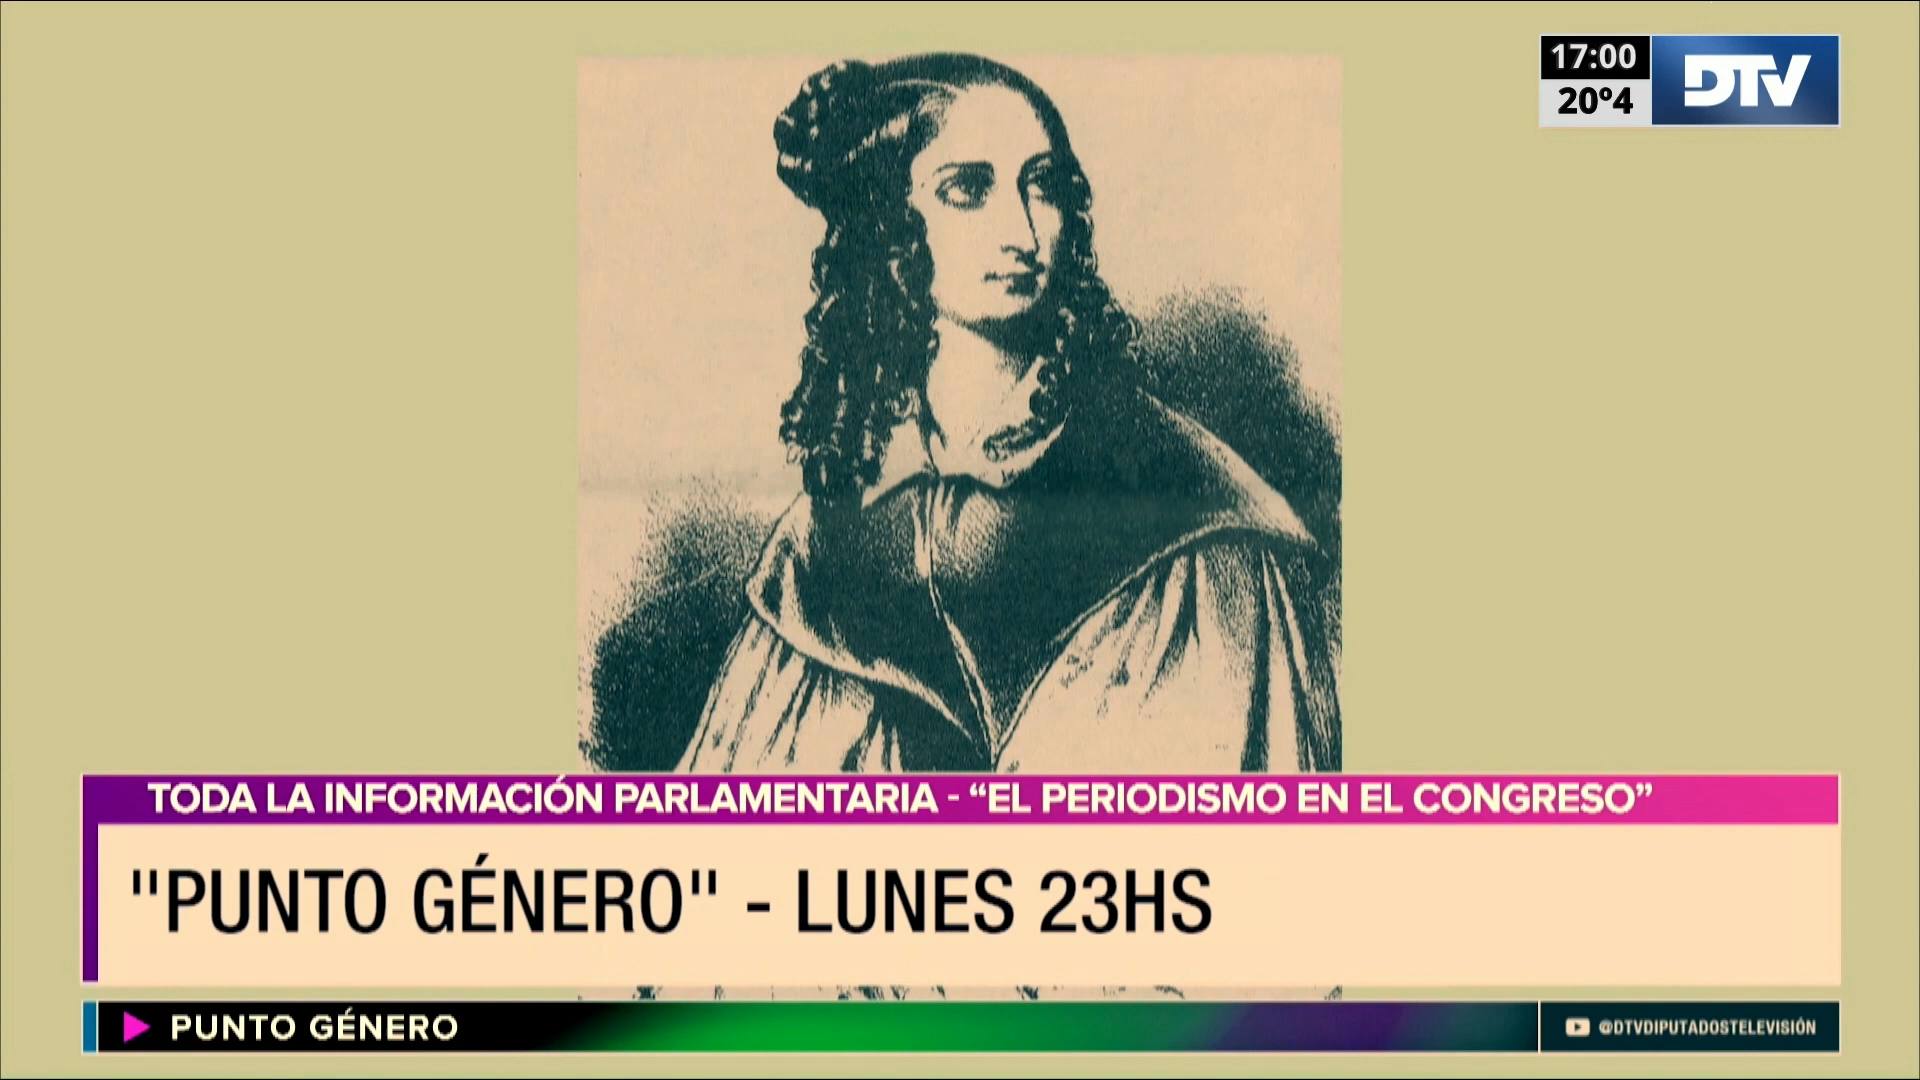 17:00
20º4
DTV
TODA LA INFORMACIÓN PARLAMENTARIA - “EL PERIODISMO EN EL CONGRESO”
"PUNTO GÉNERO" - LUNES 23HS
PUNTO GÉNERO
@DTVDIPUTADOSTELEVISIÓN